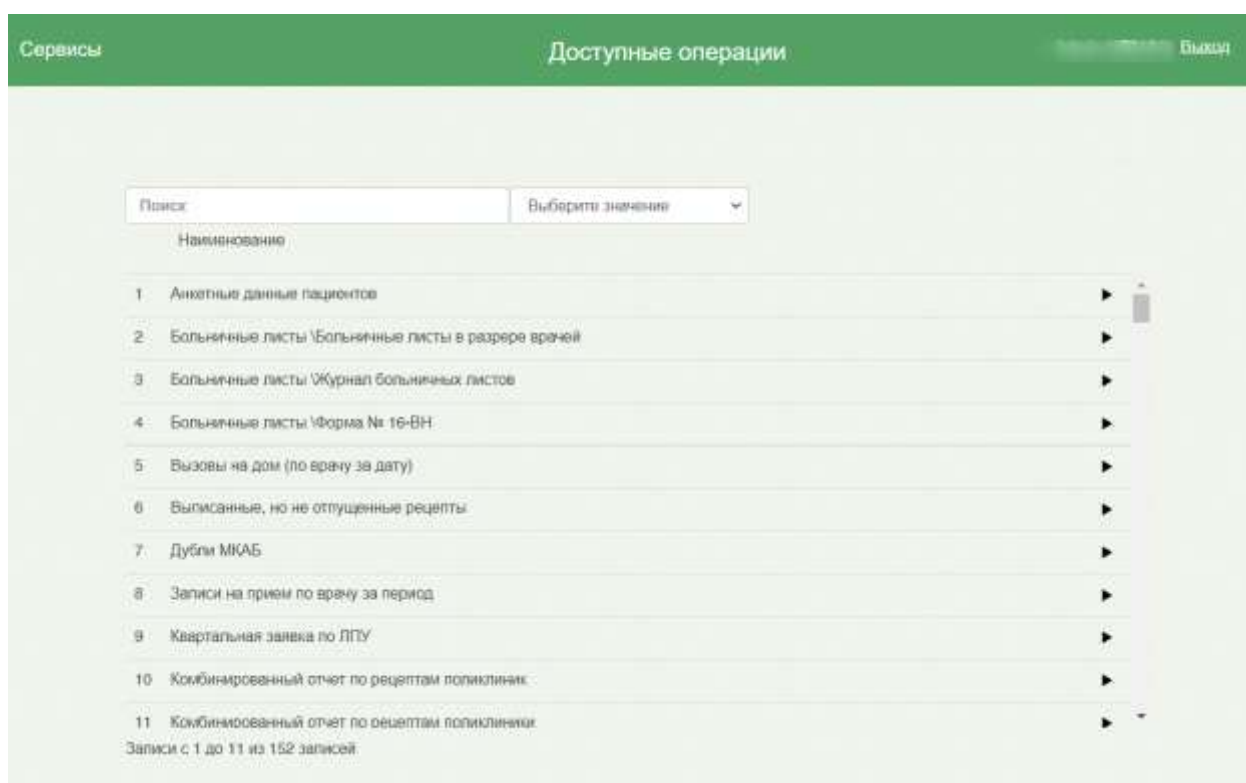 Сервисы Доступные операции Выход
Поиск Выберите значение
Наименование
1 Анкетные данные пациентов
2 Больничные листы \Больничные листы в разрере врачей
3 Больничные листы \Журнал больничных листов
4 Больничные листы \Форма № 16-ВН
5 Вызовы на дом (по врачу за дату)
6 Выписанные, но не отпущенные рецепты
7 Дубли МКАБ
8 Записи на прием по врачу за период
9 Квартальная заявка по ЛПУ
10 Комбинированный отчет по рецептам поликлиник
11 Комбинированный отчет по рецептам поликлиники
Записи с 1 до 11 из 152 записей